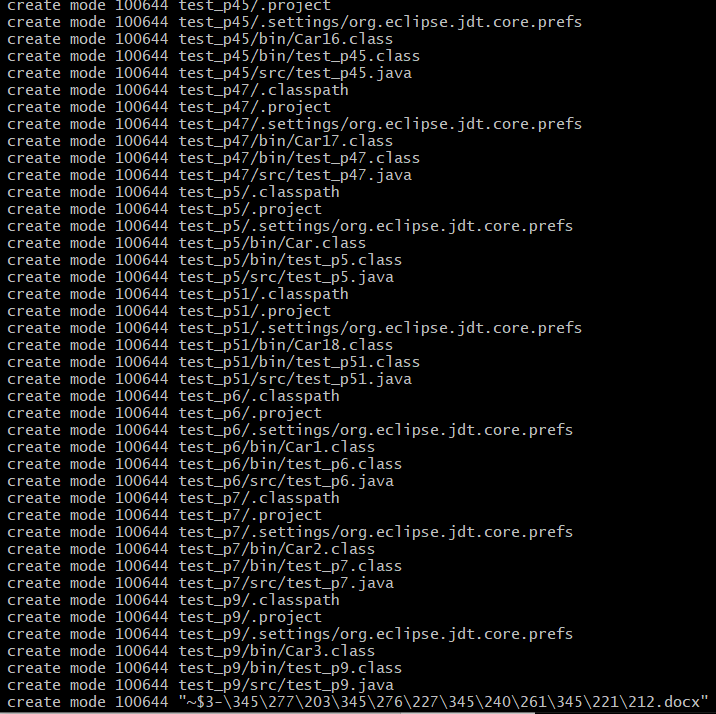 create mode 100644 test_p45/.project
create mode 100644 test_p45/.settings/org.eclipse.jdt.core.prefs
create mode 100644 test_p45/bin/Car16.class
create mode 100644 test_p45/bin/test_p45.class
create mode 100644 test_p45/src/test_p45.java
create mode 100644 test_p47/.classpath
create mode 100644 test_p47/.project
create mode 100644 test_p47/.settings/org.eclipse.jdt.core.prefs
create mode 100644 test_p47/bin/Car17.class
create mode 100644 test_p47/bin/test_p47.class
create mode 100644 test_p47/src/test_p47.java
create mode 100644 test_p5/.classpath
create mode 100644 test_p5/.project
create mode 100644 test_p5/.settings/org.eclipse.jdt.core.prefs
create mode 100644 test_p5/bin/Car.class
create mode 100644 test_p5/bin/test_p5.class
create mode 100644 test_p5/src/test_p5.java
create mode 100644 test_p51/.classpath
create mode 100644 test_p51/.project
create mode 100644 test_p51/.settings/org.eclipse.jdt.core.prefs
create mode 100644 test_p51/bin/Car18.class
create mode 100644 test_p51/bin/test_p51.class
create mode 100644 test_p51/src/test_p51.java
create mode 100644 test_p6/.classpath
create mode 100644 test_p6/.project
create mode 100644 test_p6/.settings/org.eclipse.jdt.core.prefs
create mode 100644 test_p6/bin/Car1.class
create mode 100644 test_p6/bin/test_p6.class
create mode 100644 test_p6/src/test_p6.java
create mode 100644 test_p7/.classpath
create mode 100644 test_p7/.project
create mode 100644 test_p7/.settings/org.eclipse.jdt.core.prefs
create mode 100644 test_p7/bin/Car2.class
create mode 100644 test_p7/bin/test_p7.class
create mode 100644 test_p7/src/test_p7.java
create mode 100644 test_p9/.classpath
create mode 100644 test_p9/.project
create mode 100644 test_p9/.settings/org.eclipse.jdt.core.prefs
create mode 100644 test_p9/bin/Car3.class
create mode 100644 test_p9/bin/test_p9.class
create mode 100644 test_p9/src/test_p9.java
create mode 100644 "~$3-\345\277\203\345\276\227\345\240\261\345\221\212.docx"